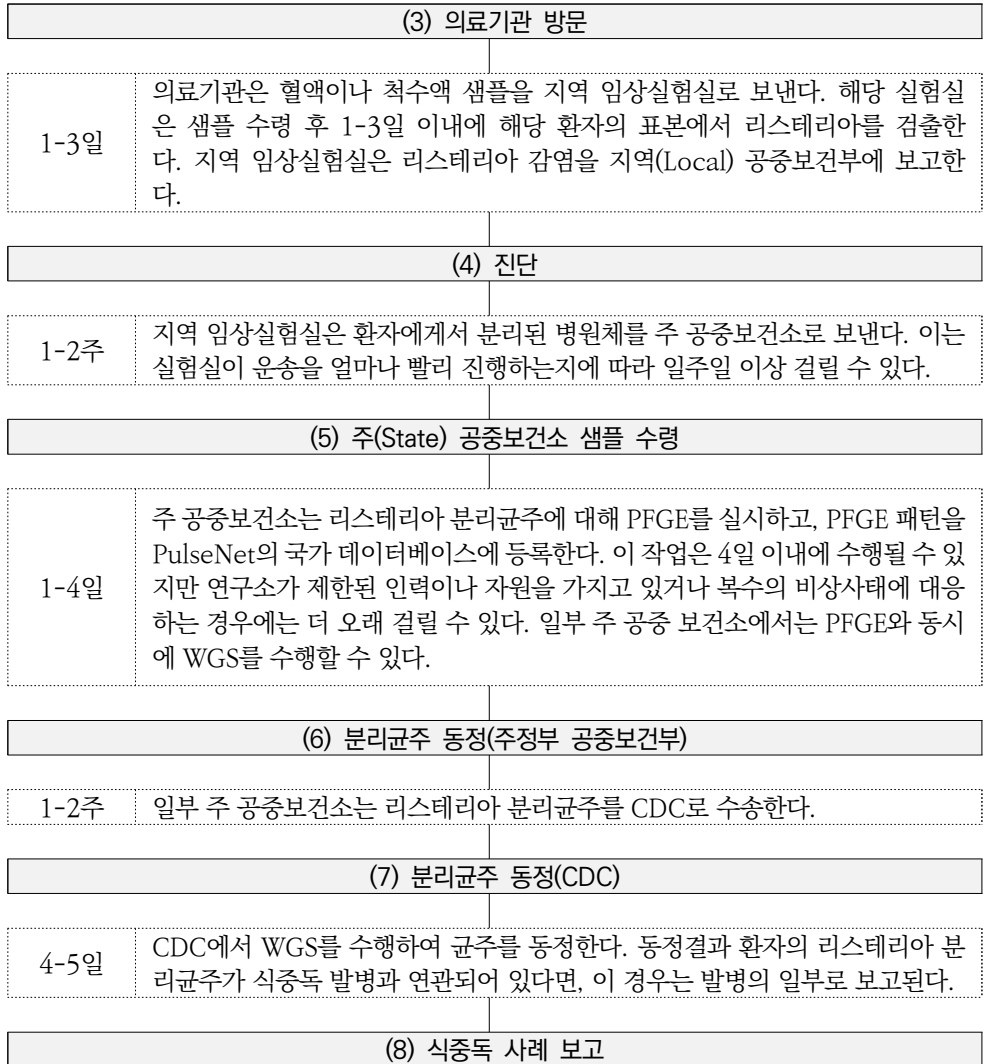 (3) 의료기관 방문
의료기관은 혈액이나 척수액 샘플을 지역 임상실험실로 보낸다. 해당 실험실
은 샘플 수령 후 1-3일 이내에 해당 환자의 표본에서 리스테리아를 검출한
1-3일
다. 지역 임상실험실은 리스테리아 감염을 지역(Local) 공중보건부에 보고한
다.
(4) 진단
1-2주
지역 임상실험실은 환자에게서 분리된 병원체를 주 공중보건소로 보낸다. 이는
실험실이 운송을 얼마나 빨리 진행하는지에 따라 일주일 이상 걸릴 수 있다.
(5) 주(State) 공중보건소 샘플 수령
주 공중보건소는 리스테리아 분리균주에 대해 PFGE를 실시하고, PFGE 패턴을
PulseNet의 국가 데이터베이스에 등록한다. 이 작업은 4일 이내에 수행될 수 있
1-4일
지만 연구소가 제한된 인력이나 자원을 가지고 있거나 복수의 비상사태에 대응
하는 경우에는 더 오래 걸릴 수 있다. 일부 주 공중 보건소에서는 PFGE와 동시
에 WGS를 수행할 수 있다.
(6) 분리균주 동정(주정부 공중보건부)
1-2주
일부 주 공중보건소는 리스테리아 분리균주를 CDC로 수송한다.
(7) 분리균주 동정(CDC)
4-5일
CDC에서 WGS를 수행하여 균주를 동정한다. 동정결과 환자의 리스테리아 분
리균주가 식중독 발병과 연관되어 있다면, 이 경우는 발병의 일부로 보고된다.
(8) 식중독 사례 보고